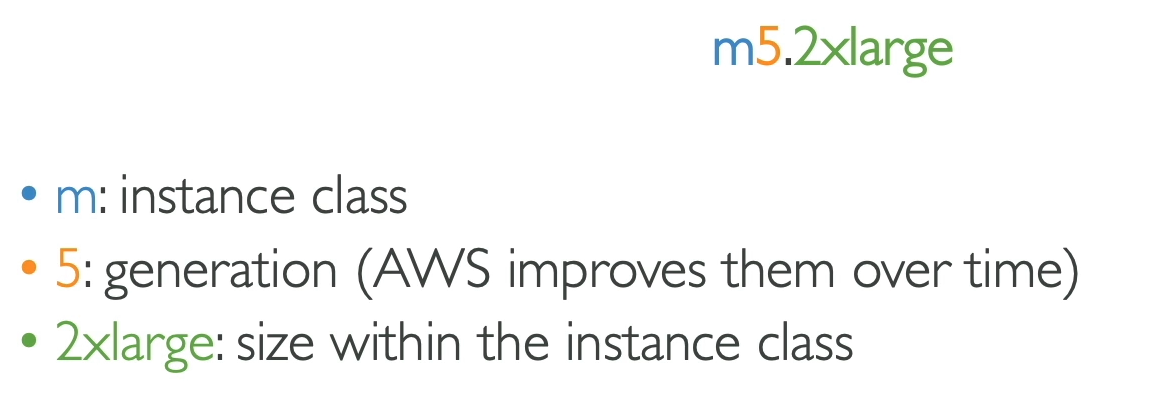 m5.2xlarge
• m: instance class
• 5: generation (AWS improves them over time)
• 2xlarge: size within the instance class